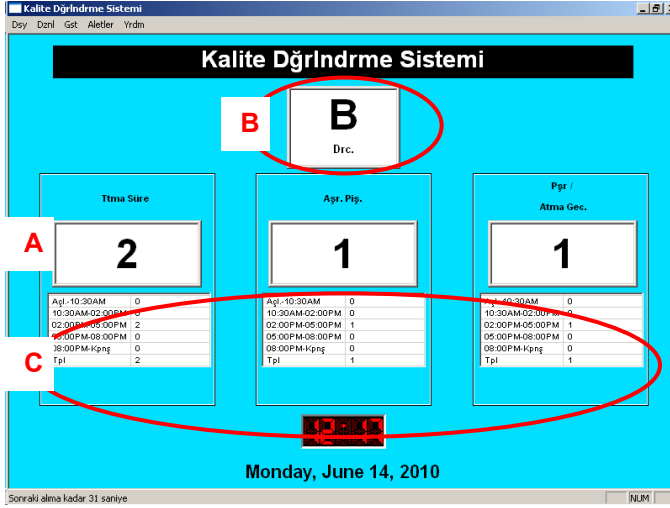 Kalite Dğrlndrme Sistemi
Dsy Dznl Gst Aletler Yrdm
Kalite Dğrlndrme Sistemi
B
B
Drc.
Ttma Süre
Aşr. Piş.
Pşr /
Atma Gec.
A
2
1
1
Açl.-10:30AM 0
10:30AM-02:00PM 0
02:00PM-05:00PM 2
05:00PM-08:00PM 0
08:00PM-Kpnş 0
Tpl 2
Açl.-10:30AM 0
10:30AM-02:00PM 0
02:00PM-05:00PM 1
05:00PM-08:00PM 0
08:00PM-Kpnş 0
Tpl 1
Açl.-10:30AM 0
10:30AM-02:00PM 0
02:00PM-05:00PM 1
05:00PM-08:00PM 0
08:00PM-Kpnş 0
Tpl 1
C
Monday, June 14, 2010
Sonraki alıma kadar 31 saniye
NUM